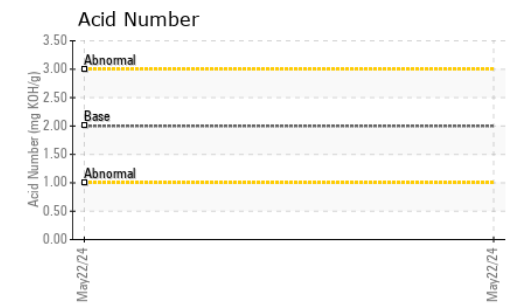 Acid Number
3.50
Abnormal
3.00
2.50
Base
2.00
1.50
Abnormal
1.00
0.50
0.00
Acid Number (mg KOH/g)
May22/24
May22/24